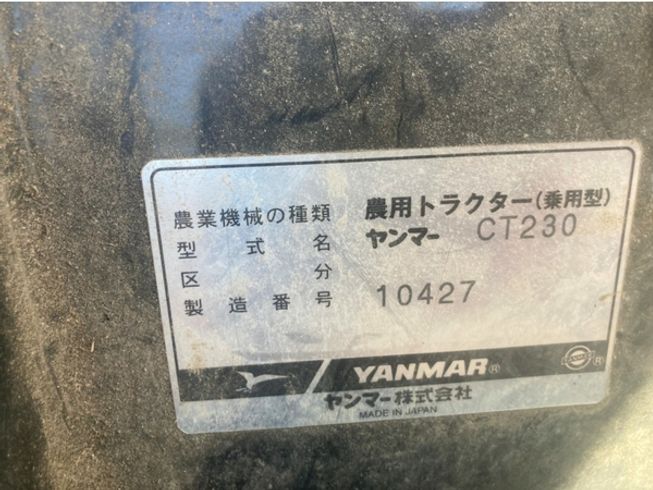 農業機械の種類 農用トラクター(乗用型)
型式名 ヤンマー CT230
区分
製造番号 10427
YANMAR®
ヤンマー株式会社
MADE IN JAPAN